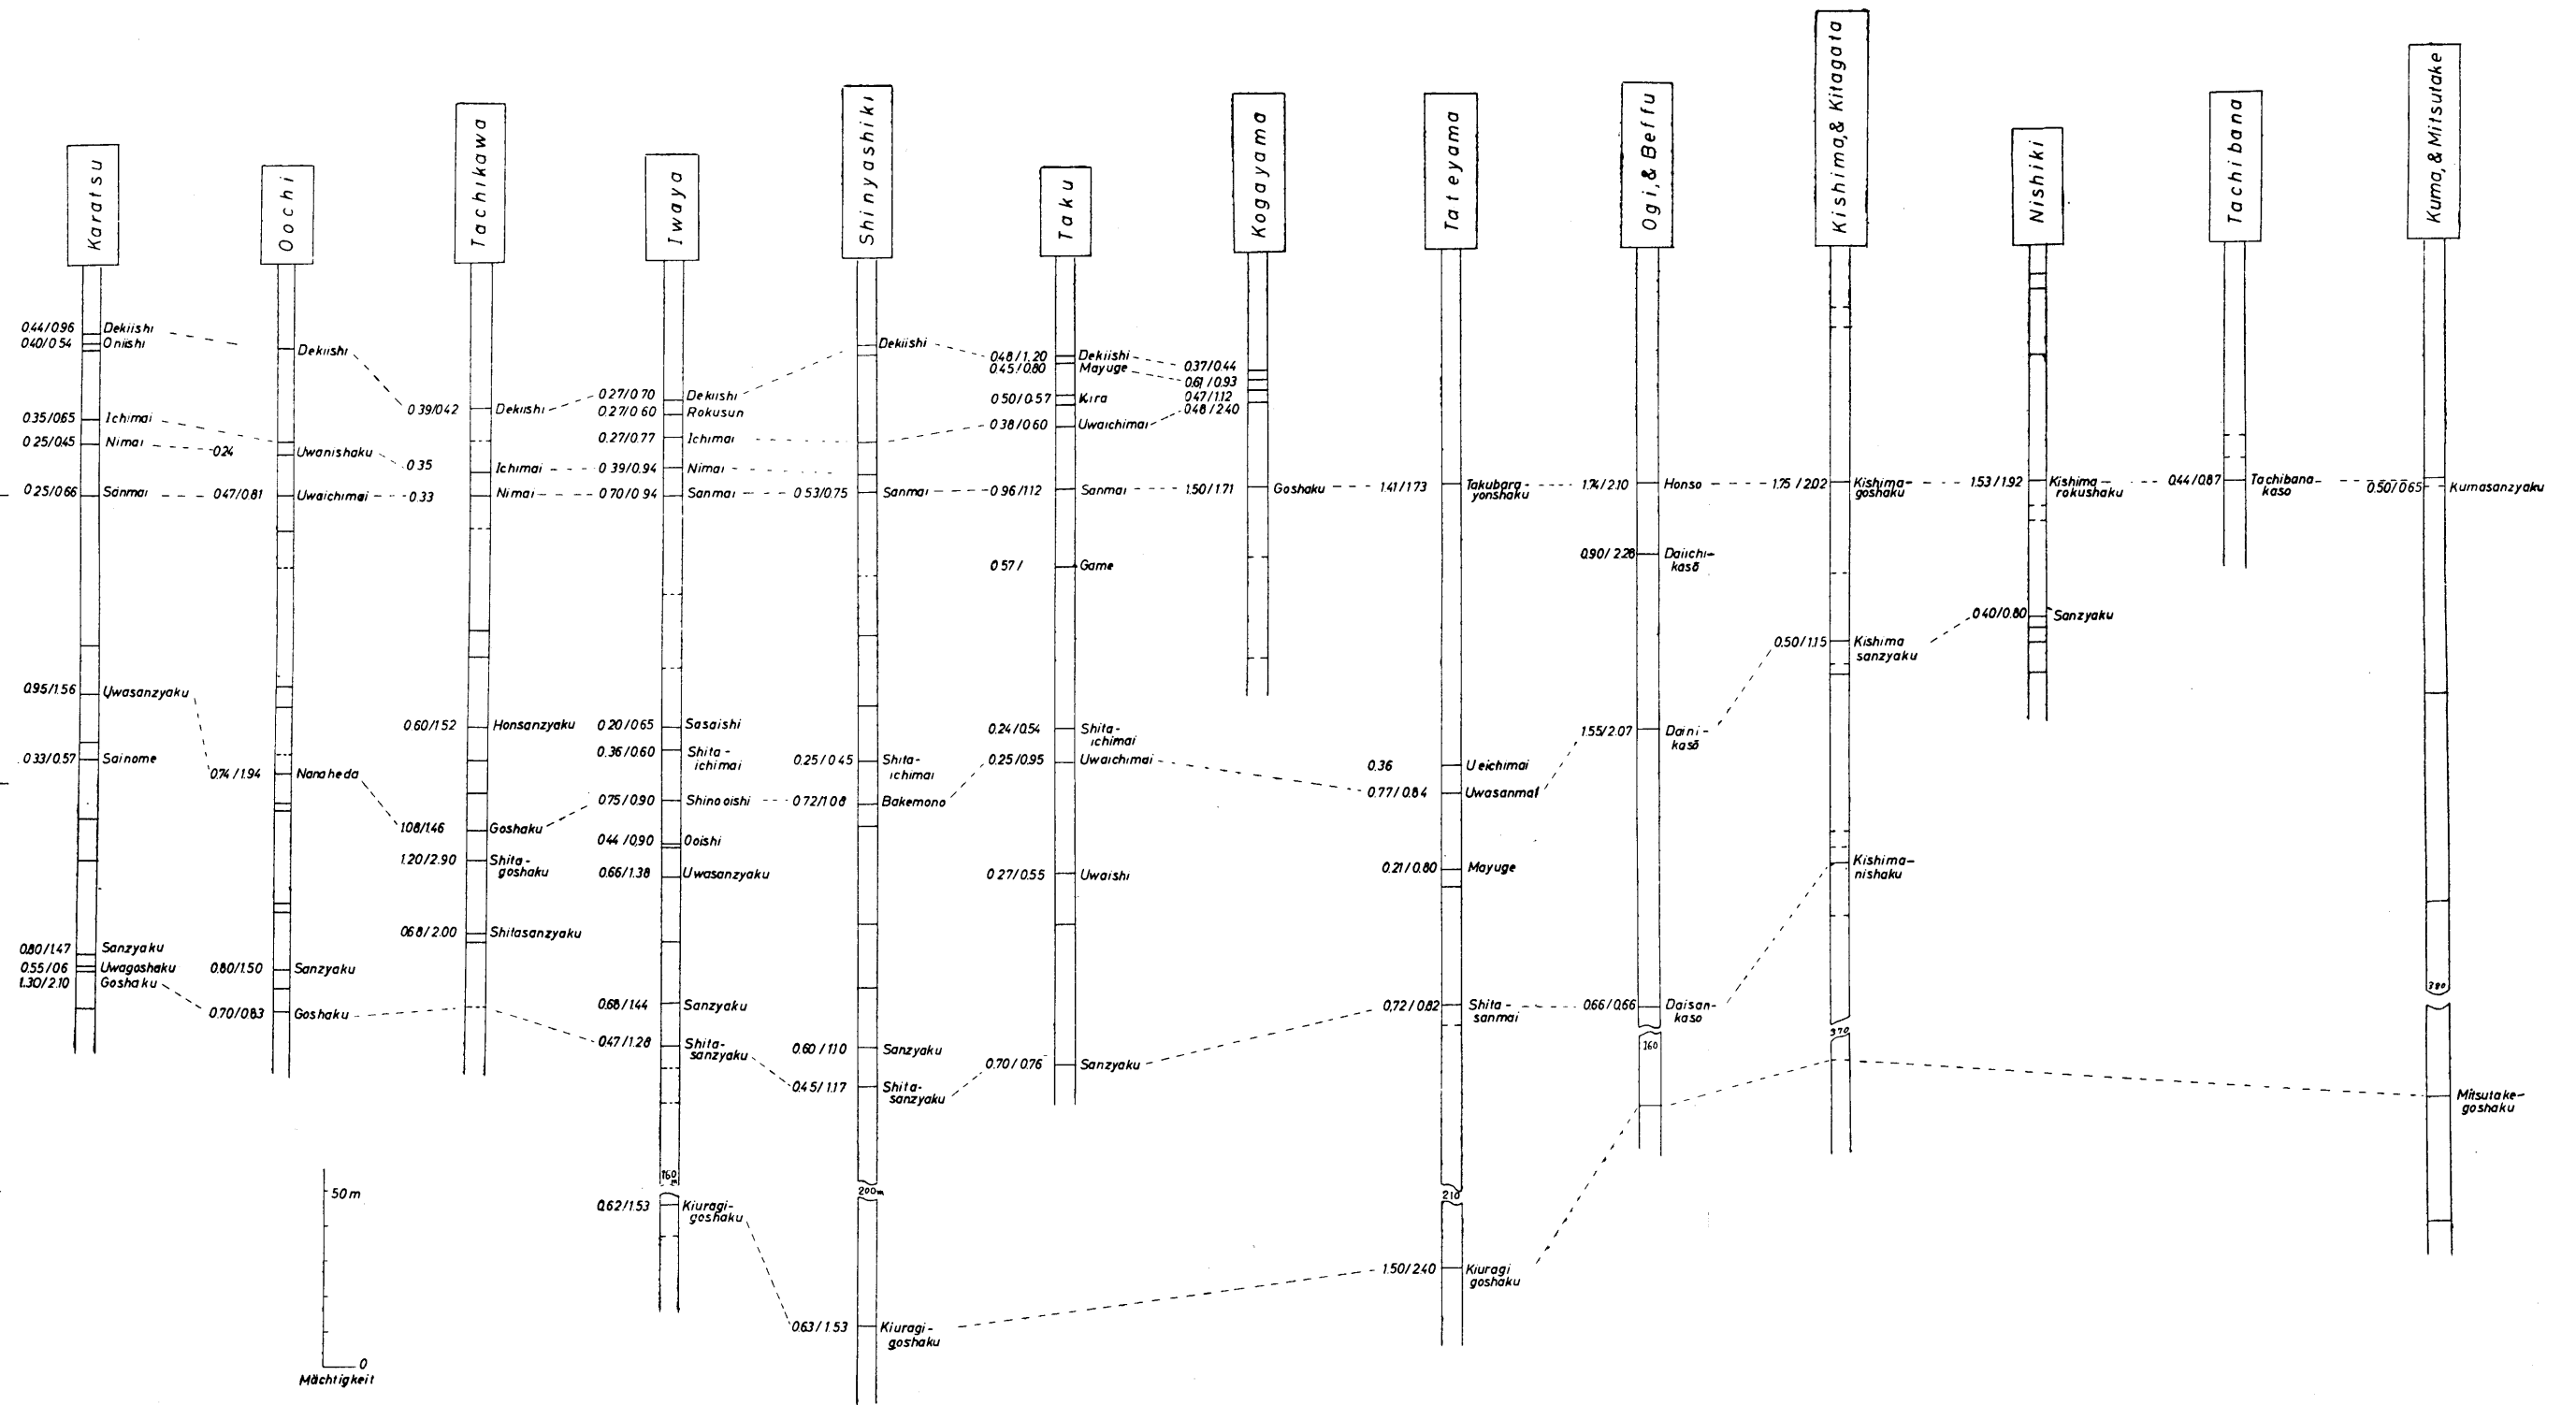 Karatsu
0.44/0.96 Dekiishi
0.40/0.54 Oniishi
0.35/0.65 Ichimai
0.25/0.45 Nimai
0.25/0.66 Sanmai
0.95/1.56 Uwasanzyaku
0.33/0.57 Sainome
0.80/1.47 Sanzyaku
0.55/06 Uwagoshaku
1.30/2.10 Goshaku
Oochi
Dekiishi
0.24 Uwanishaku
0.47/0.81 Uwaichimai
0.74/1.94 Nanaheda
0.80/1.50 Sanzyaku
0.70/0.83 Goshaku
Tachikawa
0.39/0.42 Dekiishi
0.35 Ichimai
0.33 Nimai
0.60/1.52 Honsanzyaku
1.08/1.46 Goshaku
1.20/2.90 Shita-
goshaku
0.68/2.00 Shitasanzyaku
Iwaya
0.27/0.70 Dekiishi
0.27/0.60 Rokusun
0.27/0.77 Ichimai
0.39/0.94 Nimai
0.70/0.94 Sanmai
0.20/0.65 Sasaishi
0.36/0.60 Shita-
ichimai
0.75/0.90 Shinooishi
0.44/0.90 Ooishi
0.66/1.38 Uwasanzyaku
0.68/1.44 Sanzyaku
0.47/1.28 Shita-
sanzyaku
160
m
0.62/1.53 Kiuragi-
goshaku
Shinyashiki
Dekiishi
0.53/0.75 Sanmai
0.25/0.45 Shita-
ichimai
0.72/1.08 Bakemono
0.60/1.10 Sanzyaku
0.45/1.17 Shita-
sanzyaku
200m
0.63/1.53 Kiuragi-
goshaku
Taku
0.48/1.20 Dekiishi
0.45/0.80 Mayuge
0.50/0.57 Kira
0.38/0.60 Uwaichimai
0.96/1.12 Sanmai
0.57/ Game
0.24/0.54 Shita-
ichimai
0.25/0.95 Uwaichimai
0.27/0.55 Uwaishi
0.70/0.76 Sanzyaku
Kogayama
0.37/0.44
0.61/0.93
0.47/1.12
0.48/2.40
1.50/1.71 Goshaku
Tateyama
1.41/1.73 Takubara-
yonshaku
0.36 Ueichimai
0.77/0.84 Uwasanmai
0.21/0.80 Mayuge
0.72/0.82 Shita-
sanmai
210
1.50/2.40 Kiuragi
goshaku
Ogi,& Beffu
1.74/2.10 Honso
0.90/2.28 Daiichi-
kasō
1.55/2.07 Daini-
kasō
0.66/0.66 Daisan-
kaso
160
Kishima,& Kitagata
1.75/2.02 Kishima-
goshaku
0.50/1.15 Kishima
sanzyaku
Kishima-
nishaku
370
Nishiki
1.53/1.92 Kishima-
rokushaku
0.40/0.80 Sanzyaku
Tachibana
0.44/0.87 Tachibana-
kaso
Kuma,& Mitsutake
0.50/0.65 Kumasanzyaku
380
Mitsutake-
goshaku
50m
0
Mächtigkeit